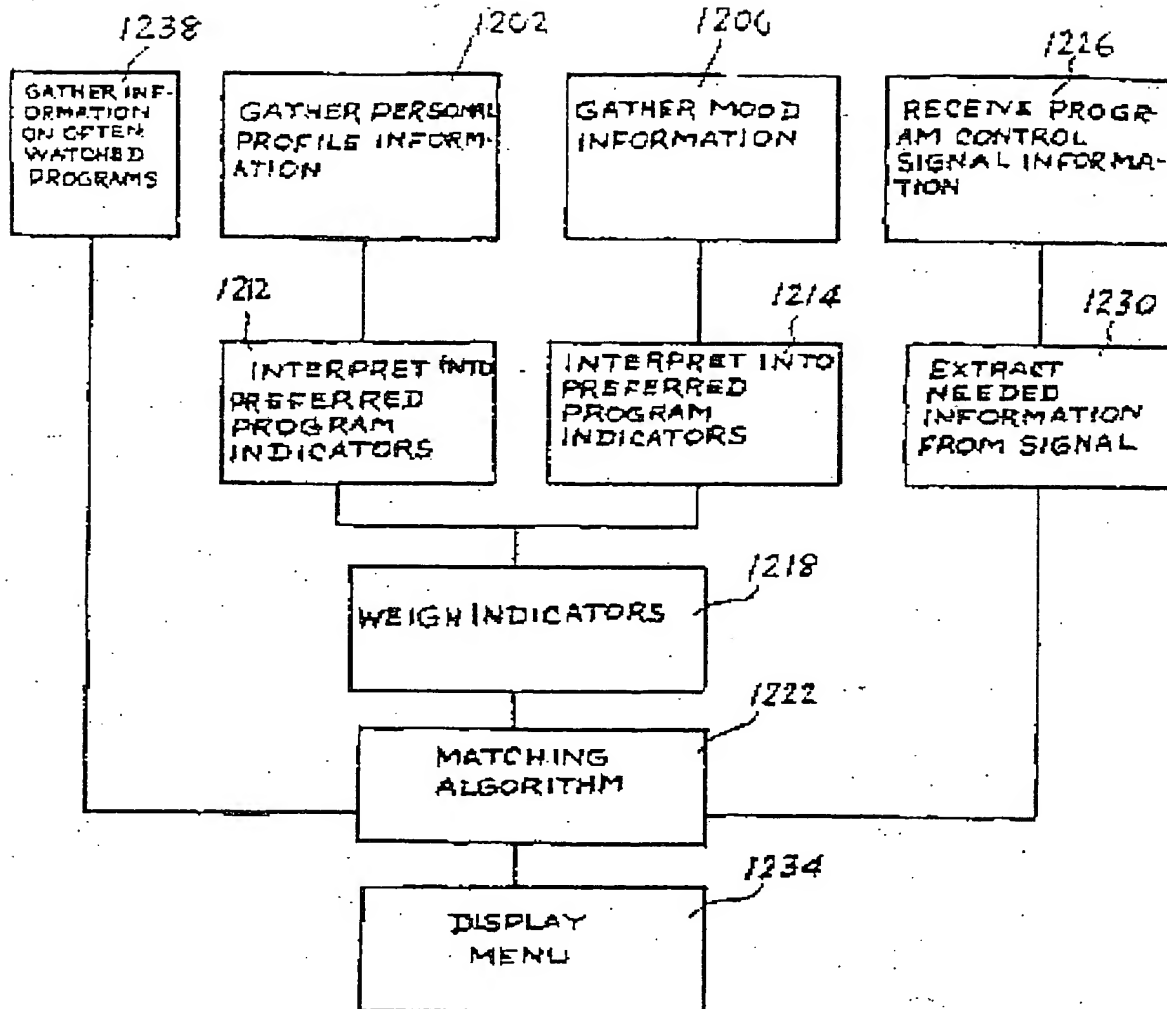 1238
1202
1206
1226
GATHER INF-
ORMATION
ON OFTEN
WATCHED
PROGRAMS
GATHER PERSONAL
PROFILE INFORM-
ATION
GATHER MOOD
INFORMATION
RECEIVE PROGR-
AM CONTROL
SIGNAL INFORMA-
TION
1212
1214
1230
INTERPRET INTO
PREFERRED
PROGRAM
INDICATORS
INTERPRET INTO
PREFERRED
PROGRAM
INDICATORS
EXTRACT
NEEDED
INFORMATION
FROM SIGNAL
1218
WEIGH INDICATORS
1222
MATCHING
ALGORITHM
1234
DISPLAY
MENU